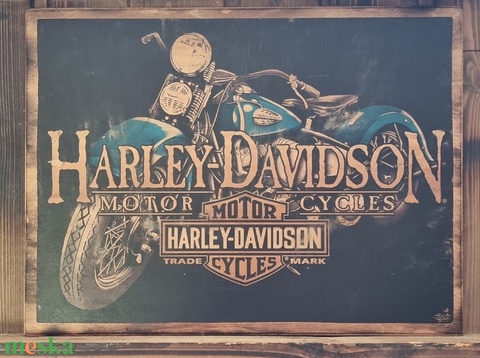 HARLEY-DAVIDSON
MOTOR CYCLES
MOTOR
HARLEY-DAVIDSON
TRADE MARK
CYCLES
meska